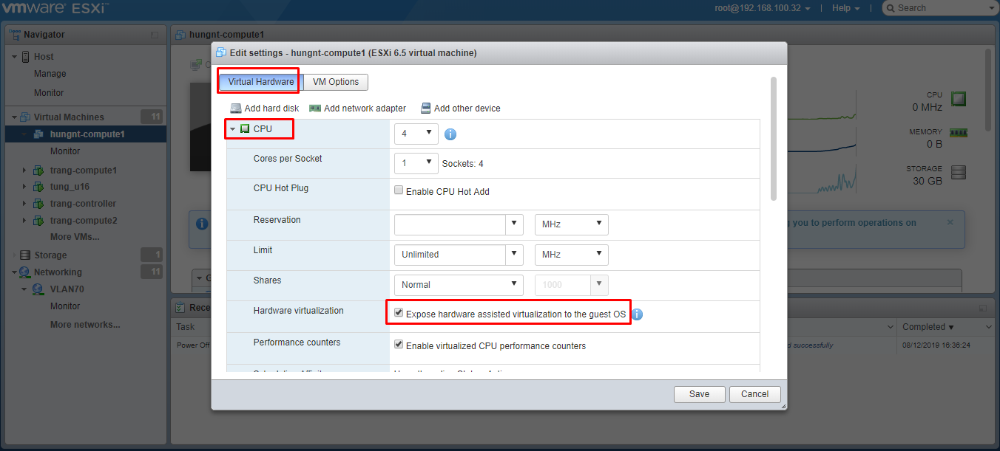 vmware ESXi™
root@192.168.100.32
Help
Search
Navigator
Host
Manage
Monitor
Virtual Machines 11
hungnt-compute1
Monitor
trang-compute1
tung_u16
trang-controller
trang-compute2
More VMs...
Storage 1
Networking 11
VLAN70
Monitor
More networks...
hungnt-compute1
CPU
0 MHz
MEMORY
0 B
STORAGE
30 GB
you to perform operations on
Edit settings - hungnt-compute1 (ESXi 6.5 virtual machine)
Virtual Hardware
VM Options
Add hard disk
Add network adapter
Add other device
CPU 4
Cores per Socket 1 Sockets: 4
CPU Hot Plug Enable CPU Hot Add
Reservation MHz
Limit Unlimited MHz
Shares Normal 1000
Hardware virtualization Expose hardware assisted virtualization to the guest OS
Performance counters Enable virtualized CPU performance counters
Save
Cancel
Task
Completed
Power Off
successfully
08/12/2019 16:36:24